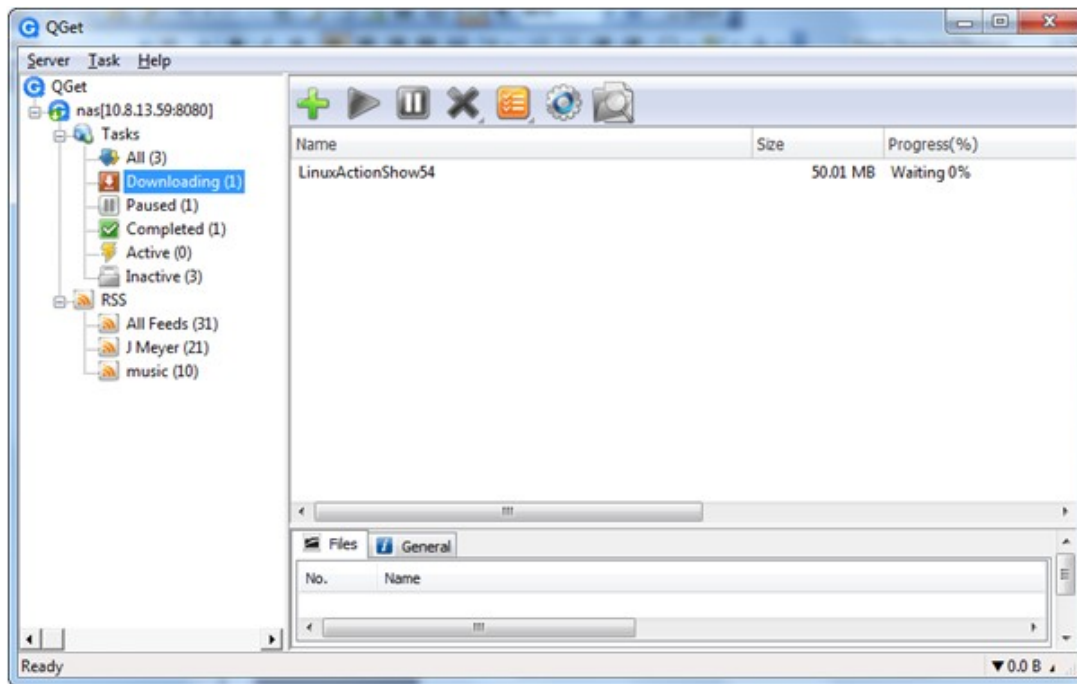 QGet
Server Task Help
QGet
nas[10.8.13.59:8080]
Tasks
All (3)
Downloading (1)
Paused (1)
Completed (1)
Active (0)
Inactive (3)
RSS
All Feeds (31)
J Meyer (21)
music (10)
Name Size Progress(%)
LinuxActionShow54 50.01 MB Waiting 0%
Files General
No. Name
Ready ▼0.0 B